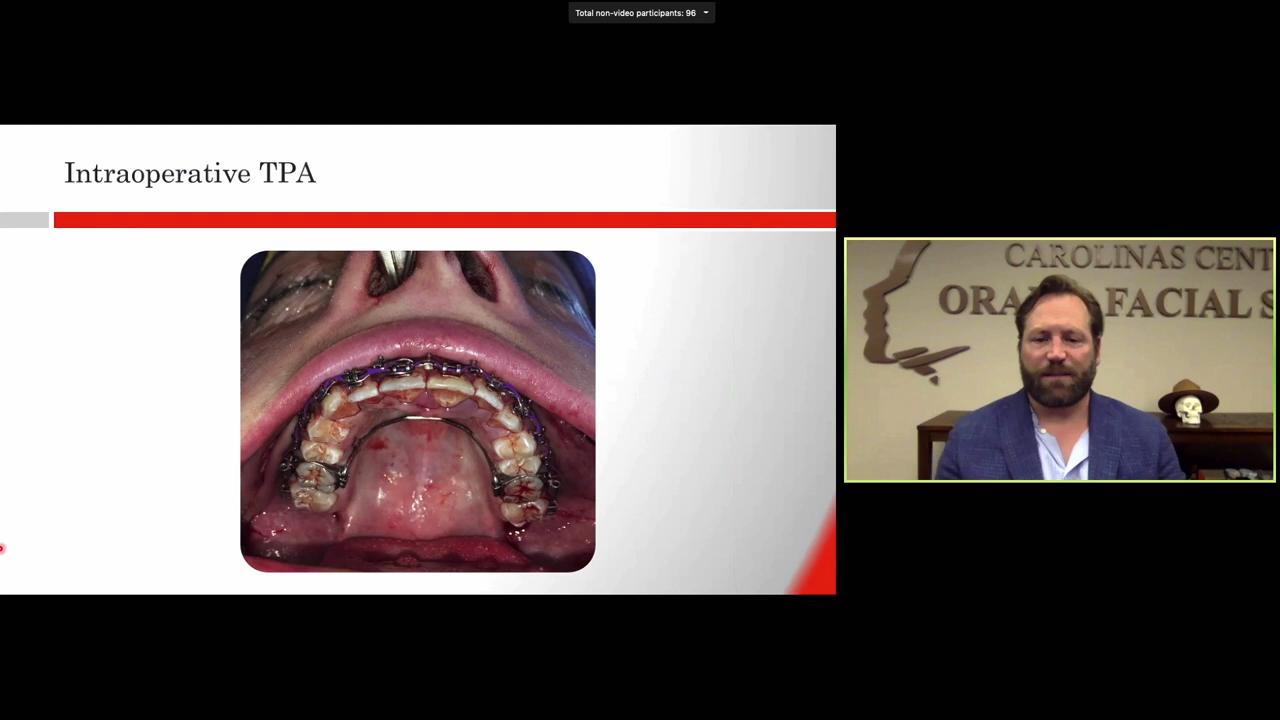 Total non-video participants: 96
Intraoperative TPA
CAROLINAS CENT
ORA FACIAL S